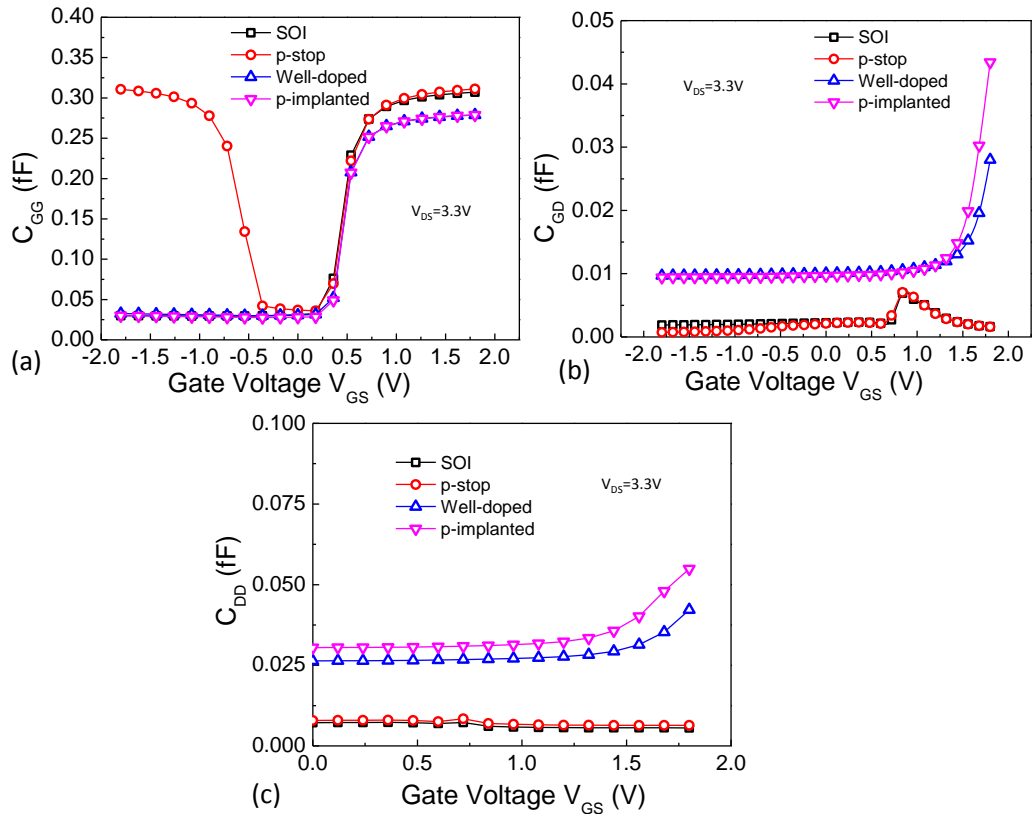 0.40
0.35
0.30
0.25
0.20
0.15
0.10
0.05
0.00
C_GG (fF)
SOI
p-stop
Well-doped
p-implanted
V_DS=3.3V
-2.0 -1.5 -1.0 -0.5 0.0 0.5 1.0 1.5 2.0
Gate Voltage V_GS (V)
(a)
0.05
0.04
0.03
0.02
0.01
0.00
C_GD (fF)
V_DS=3.3V
SOI
p-stop
Well-doped
p-implanted
-2.0 -1.5 -1.0 -0.5 0.0 0.5 1.0 1.5 2.0
Gate Voltage V_GS (V)
(b)
0.100
0.075
0.050
0.025
0.000
C_DD (fF)
SOI
p-stop
Well-doped
p-implanted
V_DS=3.3V
0.0 0.5 1.0 1.5 2.0
Gate Voltage V_GS (V)
(c)